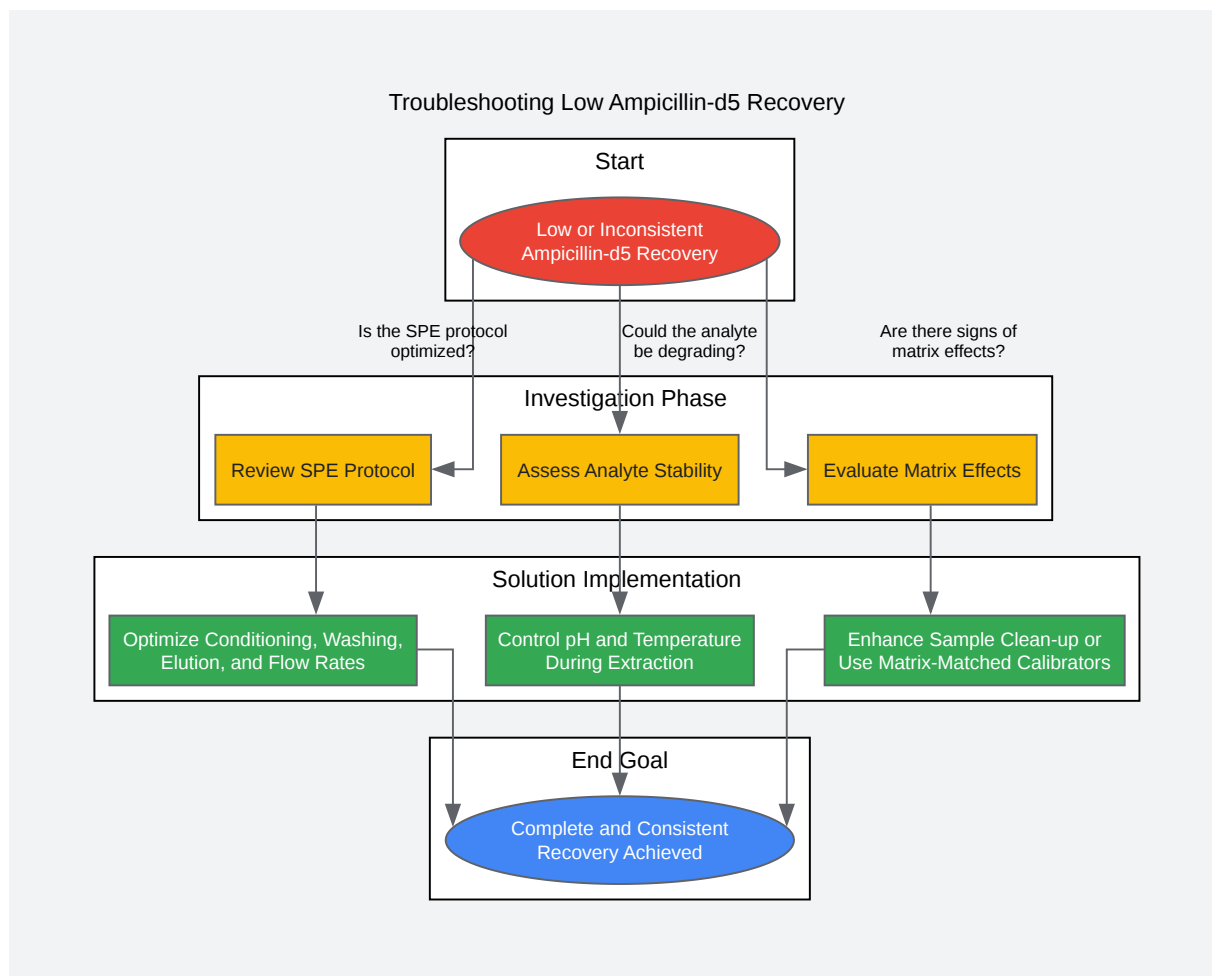 Troubleshooting Low Ampicillin-d5 Recovery
Start
Low or Inconsistent
Ampicillin-d5 Recovery
Is the SPE protocol
optimized?
Could the analyte
be degrading?
Are there signs of
matrix effects?
Investigation Phase
Review SPE Protocol
Assess Analyte Stability
Evaluate Matrix Effects
Solution Implementation
Optimize Conditioning, Washing,
Elution, and Flow Rates
Control pH and Temperature
During Extraction
Enhance Sample Clean-up or
Use Matrix-Matched Calibrators
End Goal
Complete and Consistent
Recovery Achieved